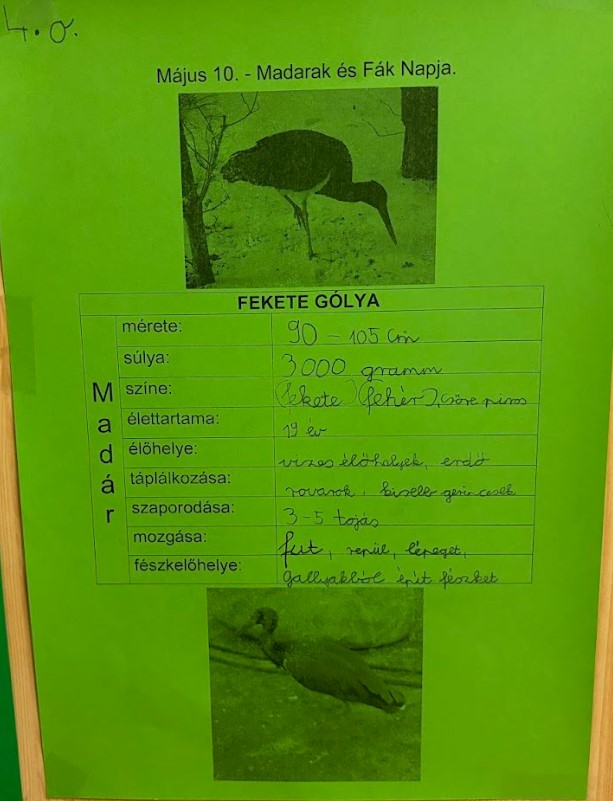 4.o.
Május 10. - Madarak és Fák Napja.
FEKETE GÓLYA
Madár
mérete: 90 - 105 cm
súlya: 3000 gramm
színe: (fekete) (fehér), csőre piros
élettartama: 19 év
élőhelye: vizes élőhelyek, erdő
táplálkozása: rovarok, kisebb gerincesek
szaporodása: 3-5 tojás
mozgása: fut, repül, lépeget,
fészkelőhelye: gallyakból épít fészket